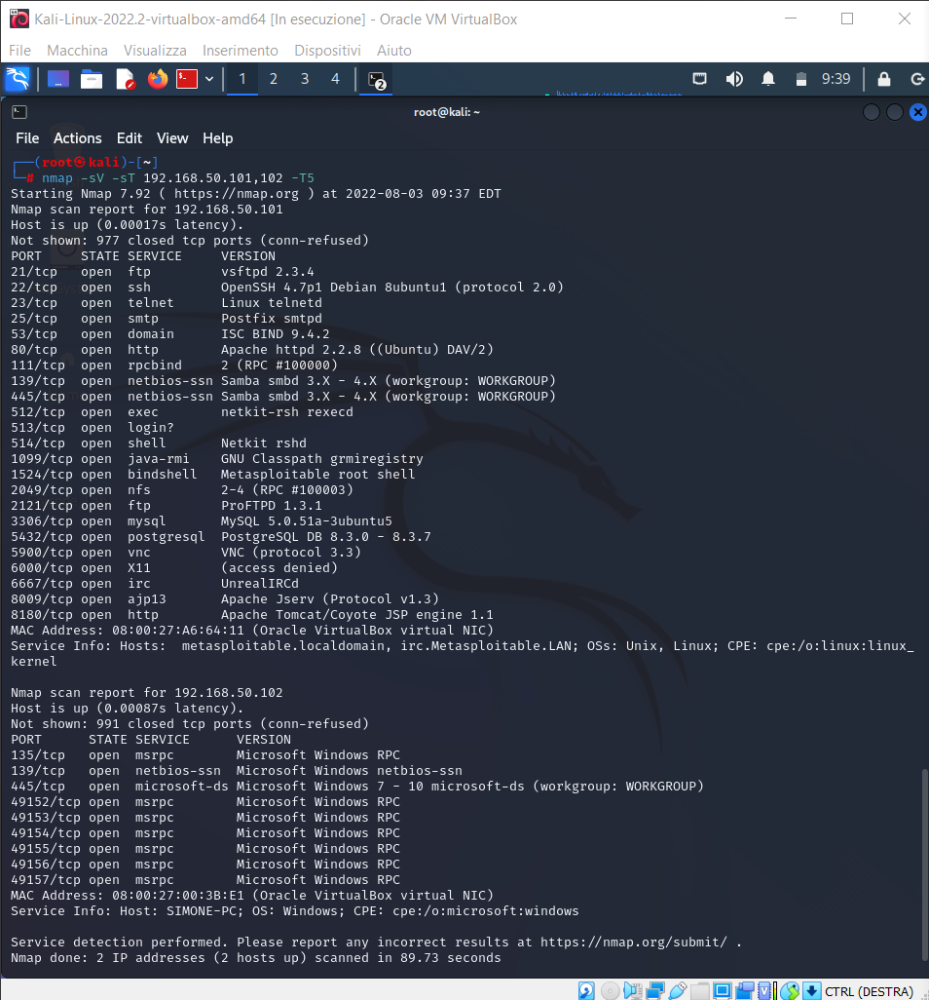 Kali-Linux-2022.2-virtualbox-amd64 [In esecuzione] - Oracle VM VirtualBox
File Macchina Visualizza Inserimento Dispositivi Aiuto
1 2 3 4 2 9:39
root@kali: ~
File Actions Edit View Help
┌──(root㉿kali)-[~]
└─# nmap -sV -sT 192.168.50.101,102 -T5
Starting Nmap 7.92 ( https://nmap.org ) at 2022-08-03 09:37 EDT
Nmap scan report for 192.168.50.101
Host is up (0.00017s latency).
Not shown: 977 closed tcp ports (conn-refused)
PORT     STATE SERVICE     VERSION
21/tcp   open  ftp         vsftpd 2.3.4
22/tcp   open  ssh         OpenSSH 4.7p1 Debian 8ubuntu1 (protocol 2.0)
23/tcp   open  telnet      Linux telnetd
25/tcp   open  smtp        Postfix smtpd
53/tcp   open  domain      ISC BIND 9.4.2
80/tcp   open  http        Apache httpd 2.2.8 ((Ubuntu) DAV/2)
111/tcp  open  rpcbind     2 (RPC #100000)
139/tcp  open  netbios-ssn Samba smbd 3.X - 4.X (workgroup: WORKGROUP)
445/tcp  open  netbios-ssn Samba smbd 3.X - 4.X (workgroup: WORKGROUP)
512/tcp  open  exec        netkit-rsh rexecd
513/tcp  open  login?
514/tcp  open  shell       Netkit rshd
1099/tcp open  java-rmi    GNU Classpath grmiregistry
1524/tcp open  bindshell   Metasploitable root shell
2049/tcp open  nfs         2-4 (RPC #100003)
2121/tcp open  ftp         ProFTPD 1.3.1
3306/tcp open  mysql       MySQL 5.0.51a-3ubuntu5
5432/tcp open  postgresql  PostgreSQL DB 8.3.0 - 8.3.7
5900/tcp open  vnc         VNC (protocol 3.3)
6000/tcp open  X11         (access denied)
6667/tcp open  irc         UnrealIRCd
8009/tcp open  ajp13       Apache Jserv (Protocol v1.3)
8180/tcp open  http        Apache Tomcat/Coyote JSP engine 1.1
MAC Address: 08:00:27:A6:64:11 (Oracle VirtualBox virtual NIC)
Service Info: Hosts:  metasploitable.localdomain, irc.Metasploitable.LAN; OSs: Unix, Linux; CPE: cpe:/o:linux:linux_
kernel
Nmap scan report for 192.168.50.102
Host is up (0.00087s latency).
Not shown: 991 closed tcp ports (conn-refused)
PORT      STATE SERVICE      VERSION
135/tcp   open  msrpc        Microsoft Windows RPC
139/tcp   open  netbios-ssn  Microsoft Windows netbios-ssn
445/tcp   open  microsoft-ds Microsoft Windows 7 - 10 microsoft-ds (workgroup: WORKGROUP)
49152/tcp open  msrpc        Microsoft Windows RPC
49153/tcp open  msrpc        Microsoft Windows RPC
49154/tcp open  msrpc        Microsoft Windows RPC
49155/tcp open  msrpc        Microsoft Windows RPC
49156/tcp open  msrpc        Microsoft Windows RPC
49157/tcp open  msrpc        Microsoft Windows RPC
MAC Address: 08:00:27:00:3B:E1 (Oracle VirtualBox virtual NIC)
Service Info: Host: SIMONE-PC; OS: Windows; CPE: cpe:/o:microsoft:windows
Service detection performed. Please report any incorrect results at https://nmap.org/submit/ .
Nmap done: 2 IP addresses (2 hosts up) scanned in 89.73 seconds
CTRL (DESTRA)